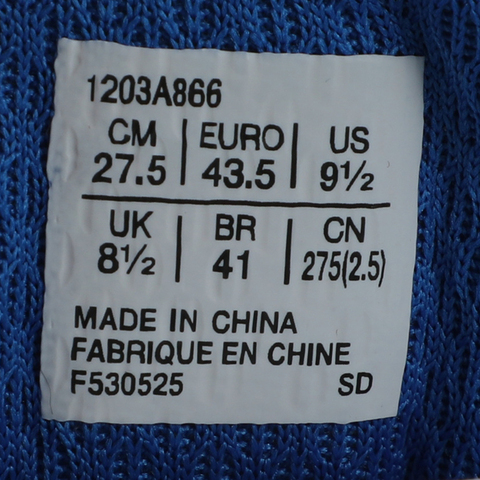 1203A866
CM | EURO | US
27.5 | 43.5 | 9½
UK | BR | CN
8½ | 41 | 275(2.5)
MADE IN CHINA
FABRIQUE EN CHINE
F530525 SD